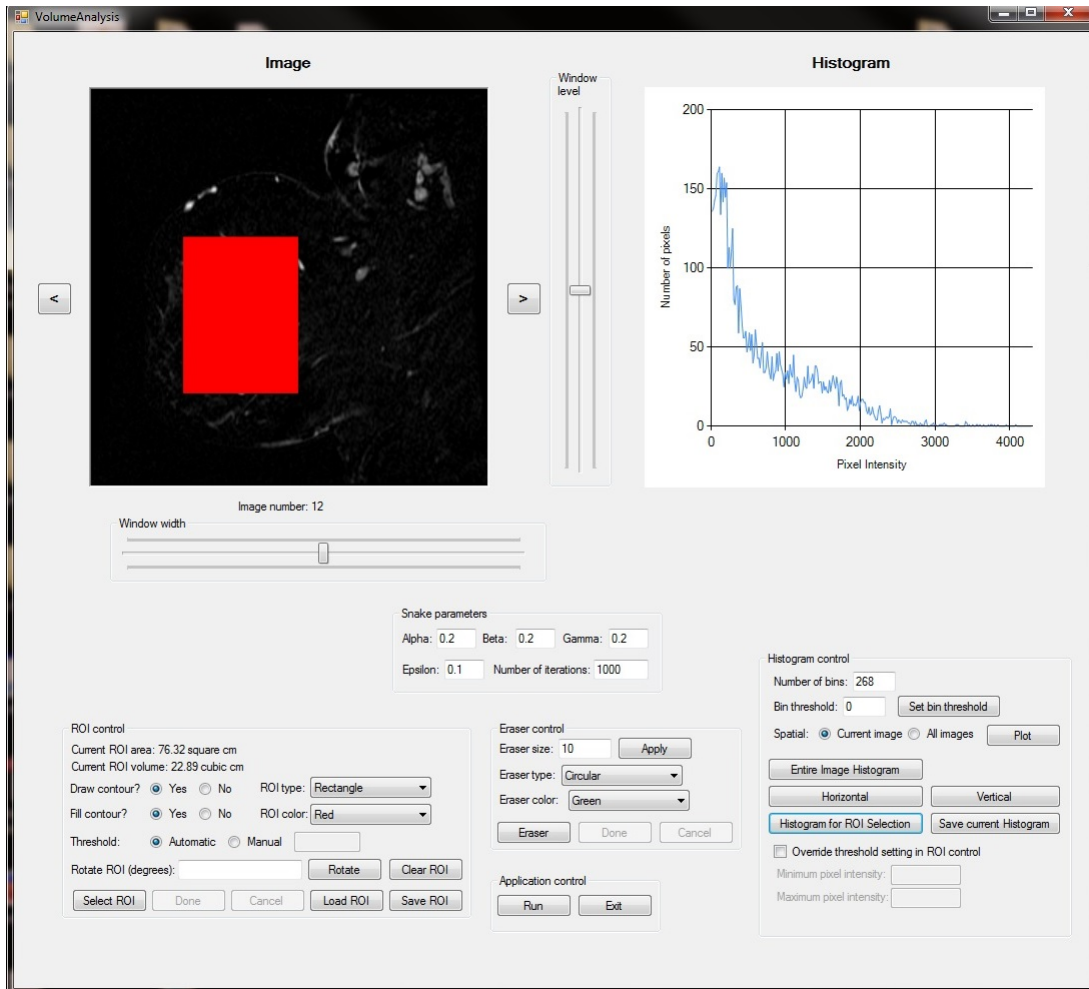 VolumeAnalysis
Image
Histogram
Window
level
<
>
200
150
100
50
0
Number of pixels
0 1000 2000 3000 4000
Pixel Intensity
Image number: 12
Window width
Snake parameters
Alpha: 0.2 Beta: 0.2 Gamma: 0.2
Epsilon: 0.1 Number of iterations: 1000
ROI control
Current ROI area: 76.32 square cm
Current ROI volume: 22.89 cubic cm
Draw contour? Yes No ROI type: Rectangle
Fill contour? Yes No ROI color: Red
Threshold: Automatic Manual
Rotate ROI (degrees): Rotate Clear ROI
Select ROI Done Cancel Load ROI Save ROI
Eraser control
Eraser size: 10 Apply
Eraser type: Circular
Eraser color: Green
Eraser Done Cancel
Application control
Run Exit
Histogram control
Number of bins: 268
Bin threshold: 0 Set bin threshold
Spatial: Current image All images Plot
Entire Image Histogram
Horizontal Vertical
Histogram for ROI Selection Save current Histogram
Override threshold setting in ROI control
Minimum pixel intensity:
Maximum pixel intensity: